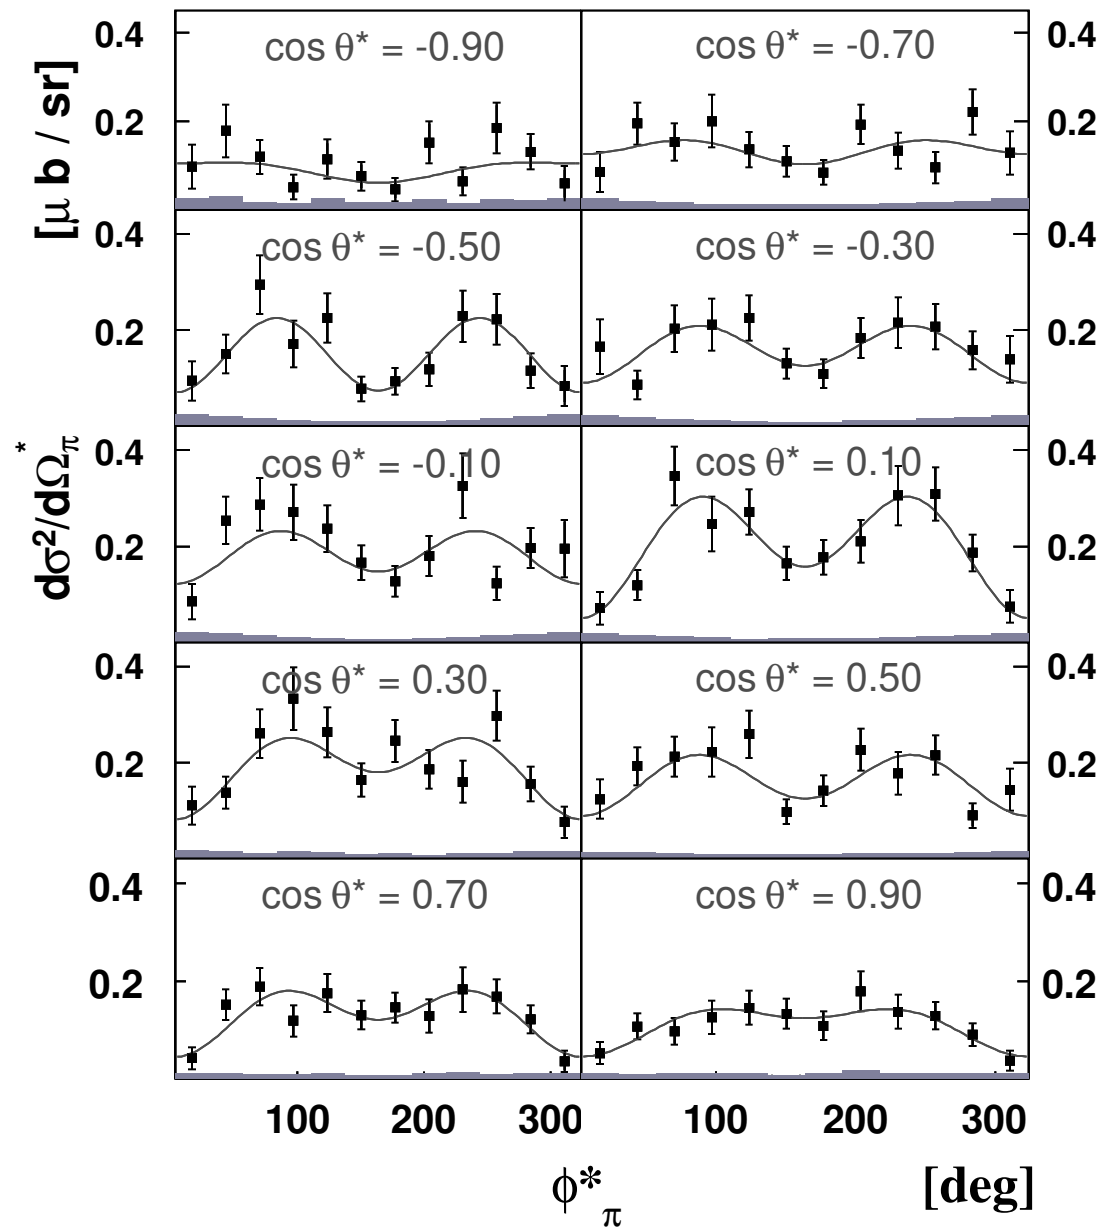 0.4 cos θ* = -0.90 cos θ* = -0.70 0.4
0.2 0.2
[μ b / sr]
0.4 cos θ* = -0.50 cos θ* = -0.30 0.4
0.2 0.2
dσ²/dΩ*π
0.4 cos θ* = -0.10 cos θ* = 0.10 0.4
0.2 0.2
0.4 cos θ* = 0.30 cos θ* = 0.50 0.4
0.2 0.2
0.4 cos θ* = 0.70 cos θ* = 0.90 0.4
0.2 0.2
100 200 300 100 200 300
ϕ*π [deg]